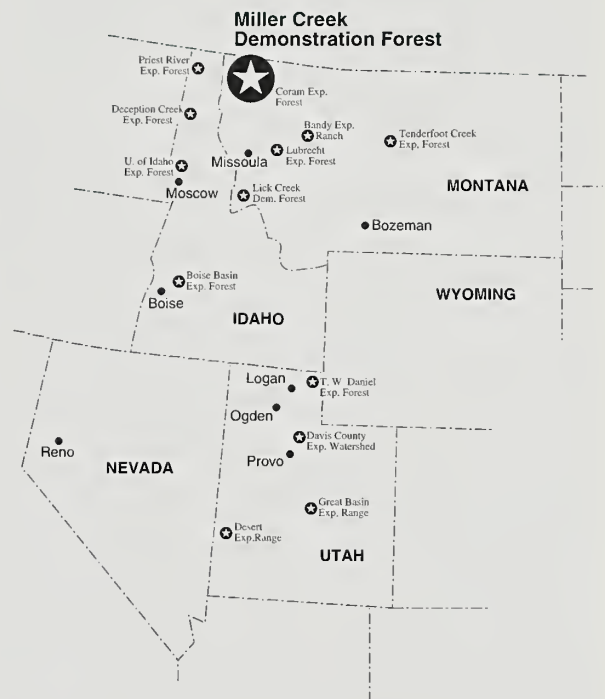 Miller Creek
Demonstration Forest
Priest River
Exp. Forest
Coram Exp.
Forest
Deception Creek
Exp. Forest
Bandy Exp.
Ranch
Tenderfoot Creek
Exp. Forest
Lubrecht
Exp. Forest
Missoula
U. of Idaho
Exp. Forest
Moscow
Lick Creek
Dem. Forest
MONTANA
Bozeman
Boise Basin
Exp. Forest
Boise
IDAHO
WYOMING
Logan
T. W. Daniel
Exp. Forest
Ogden
Davis County
Exp. Watershed
Provo
Reno
NEVADA
Great Basin
Exp. Range
Desert
Exp.Range
UTAH